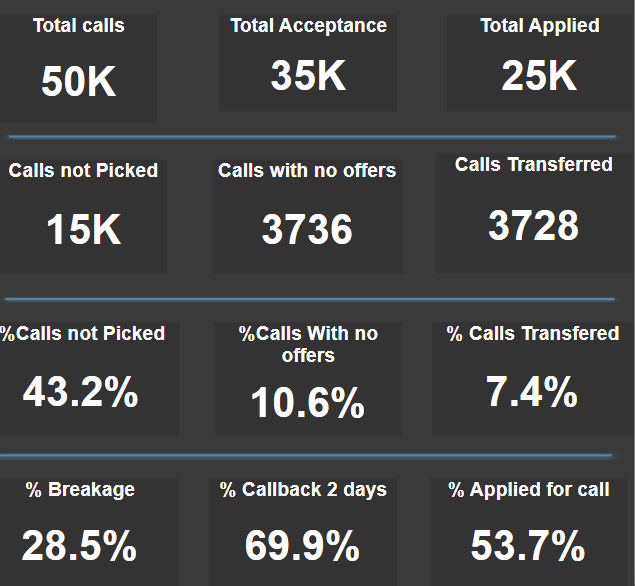 Total calls
Total Acceptance
Total Applied
50K
35K
25K
Calls not Picked
Calls with no offers
Calls Transferred
15K
3736
3728
%Calls not Picked
%Calls With no
offers
% Calls Transfered
43.2%
10.6%
7.4%
% Breakage
% Callback 2 days
% Applied for call
28.5%
69.9%
53.7%